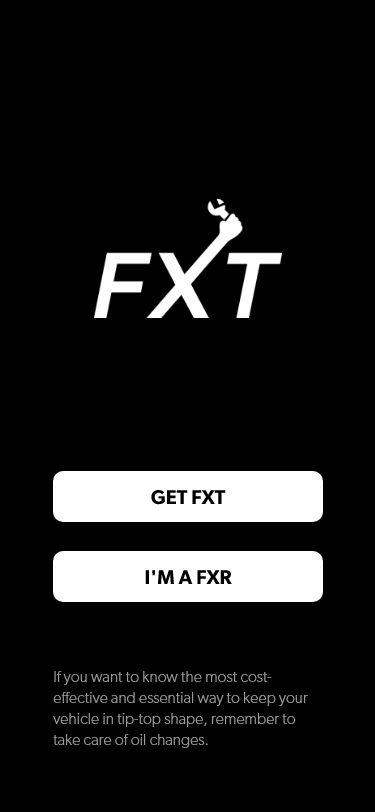 FXT
GET FXT
I'M A FXR
If you want to know the most cost-
effective and essential way to keep your
vehicle in tip-top shape, remember to
take care of oil changes.